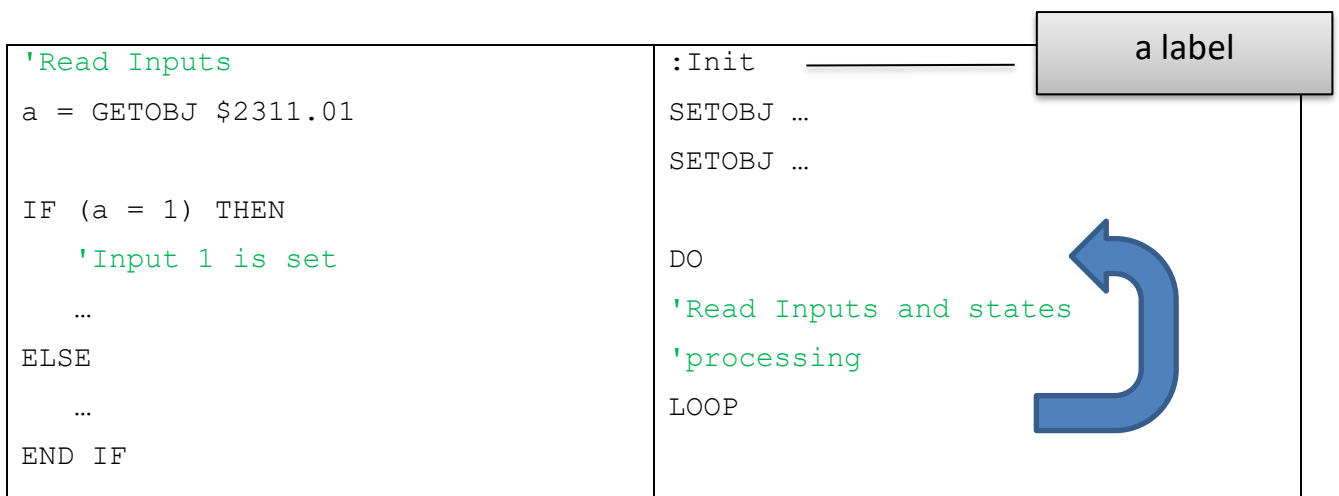 'Read Inputs
a = GETOBJ $2311.01
IF (a = 1) THEN
'Input 1 is set
…
ELSE
…
END IF
:Init
a label
SETOBJ …
SETOBJ …
DO
'Read Inputs and states
'processing
LOOP